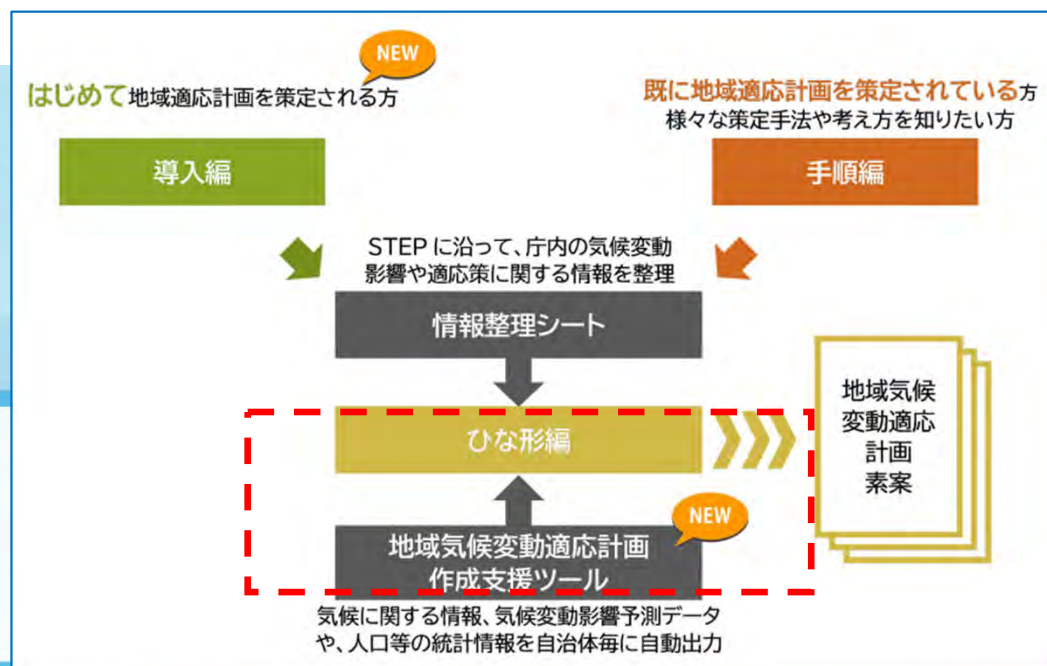 NEW
はじめて地域適応計画を策定される方
導入編
既に地域適応計画を策定されている方
様々な策定手法や考え方を知りたい方
手順編
STEPに沿って、庁内の気候変動
影響や適応策に関する情報を整理
情報整理シート
ひな形編
地域気候
変動適応
計画
素案
NEW
地域気候変動適応計画
作成支援ツール
気候に関する情報、気候変動影響予測データ
や、人口等の統計情報を自治体毎に自動出力